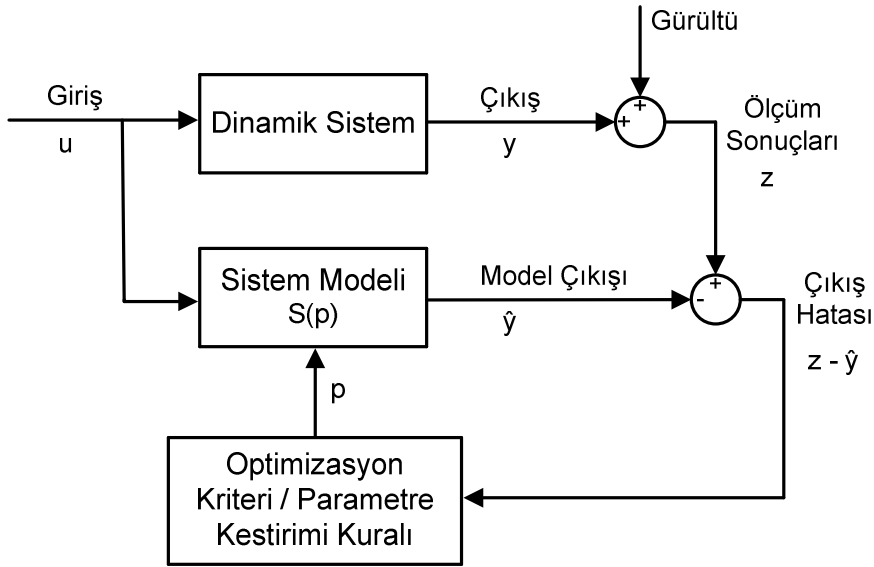 Gürültü
Giriş
u
Dinamik Sistem
Çıkış
y
+
+
Ölçüm
Sonuçları
z
Sistem Modeli
S(p)
Model Çıkışı
ŷ
+
-
Çıkış
Hatası
z - ŷ
p
Optimizasyon
Kriteri / Parametre
Kestirimi Kuralı